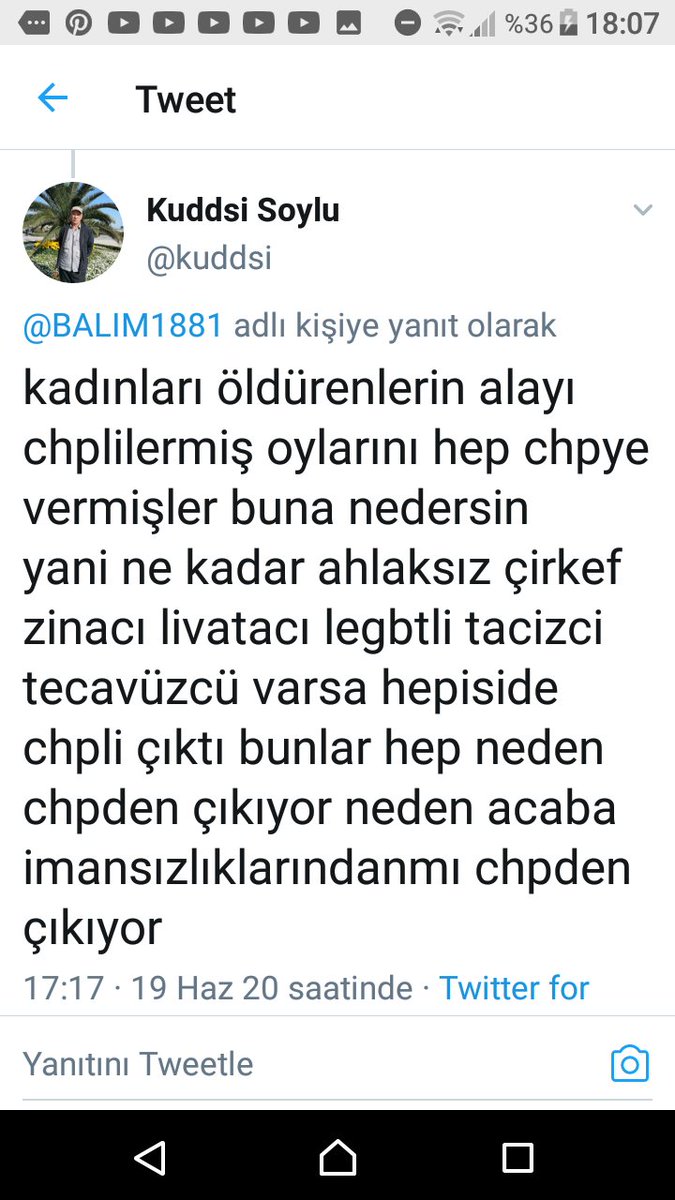 %36 18:07
Tweet
Kuddsi Soylu
@kuddsi
@BALIM1881 adlı kişiye yanıt olarak
kadınları öldürenlerin alayı
chplilermiş oylarını hep chpye
vermişler buna nedersin
yani ne kadar ahlaksız çirkef
zinacı livatacı legbtli tacizci
tecavüzcü varsa hepiside
chpli çıktı bunlar hep neden
chpden çıkıyor neden acaba
imansızlıklarındanmı chpden
çıkıyor
17:17 · 19 Haz 20 saatinde · Twitter for
Yanıtını Tweetle